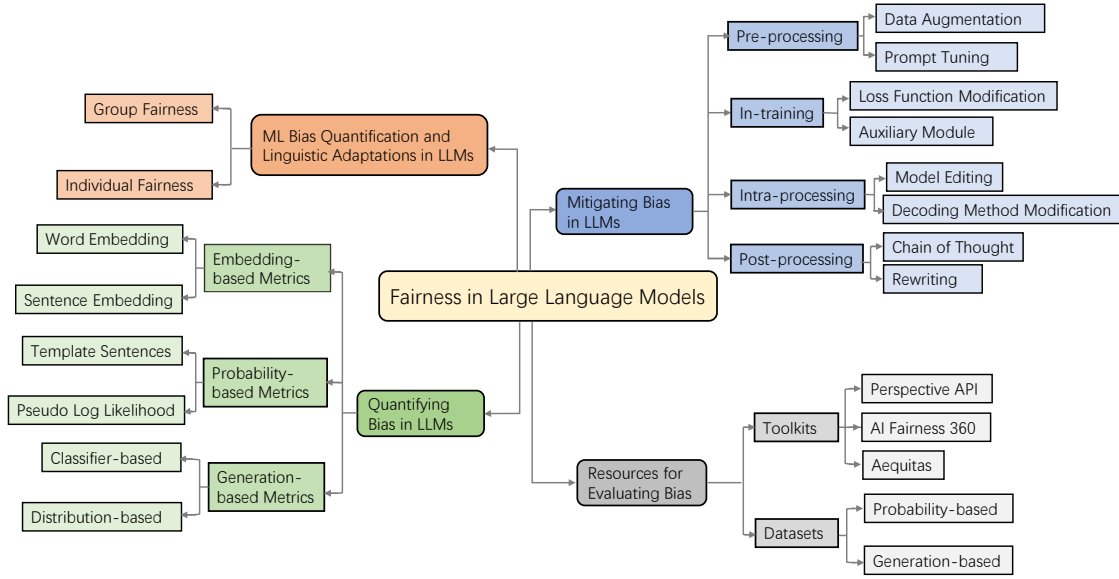 Fairness in Large Language Models
ML Bias Quantification and
Linguistic Adaptations in LLMs
Group Fairness
Individual Fairness
Quantifying
Bias in LLMs
Embedding-
based Metrics
Word Embedding
Sentence Embedding
Probability-
based Metrics
Template Sentences
Pseudo Log Likelihood
Generation-
based Metrics
Classifier-based
Distribution-based
Mitigating Bias
in LLMs
Pre-processing
Data Augmentation
Prompt Tuning
In-training
Loss Function Modification
Auxiliary Module
Intra-processing
Model Editing
Decoding Method Modification
Post-processing
Chain of Thought
Rewriting
Resources for
Evaluating Bias
Toolkits
Perspective API
AI Fairness 360
Aequitas
Datasets
Probability-based
Generation-based